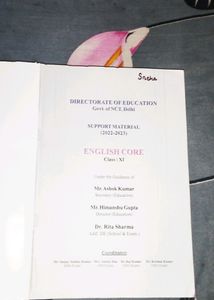 Sneha
DIRECTORATE OF EDUCATION
Govt. of NCT, Delhi
SUPPORT MATERIAL
(2022-2023)
ENGLISH CORE
Class : XI
Under the Guidance of
Mr. Ashok Kumar
Secretary (Education)
Mr. Himanshu Gupta
Director (Education)
Dr. Rita Sharma
Addl. DE (School & Exam.)
Coordinators